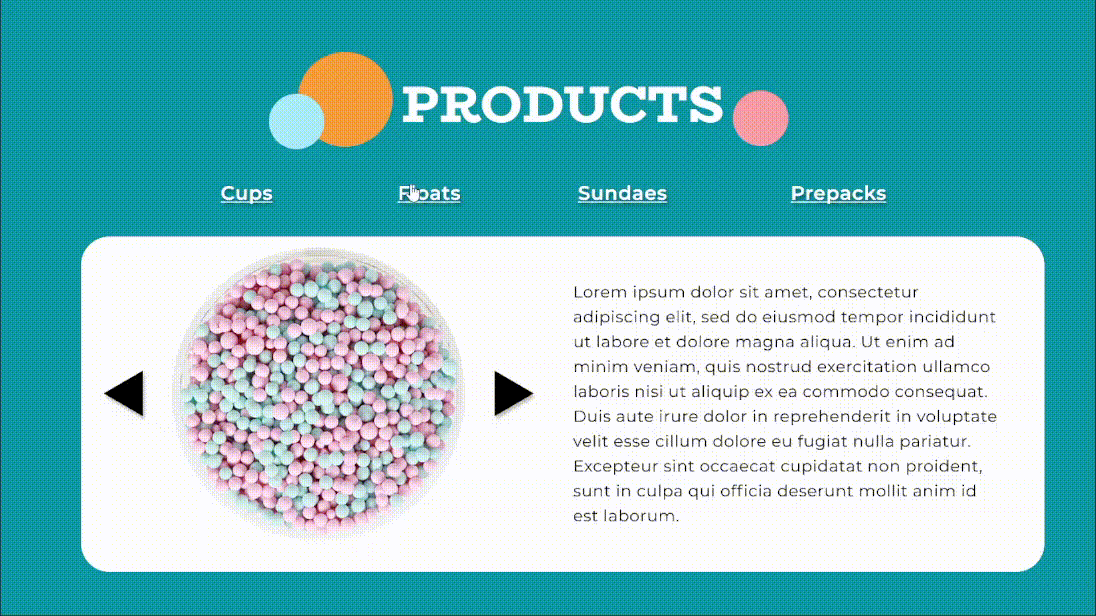 PRODUCTS
Cups Floats Sundaes Prepacks
Lorem ipsum dolor sit amet, consectetur
adipiscing elit, sed do eiusmod tempor incididunt
ut labore et dolore magna aliqua. Ut enim ad
minim veniam, quis nostrud exercitation ullamco
laboris nisi ut aliquip ex ea commodo consequat.
Duis aute irure dolor in reprehenderit in voluptate
velit esse cillum dolore eu fugiat nulla pariatur.
Excepteur sint occaecat cupidatat non proident,
sunt in culpa qui officia deserunt mollit anim id
est laborum.